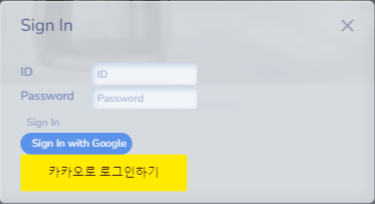 Sign In ×
ID ID
Password Password
Sign In
Sign In with Google
카카오로 로그인하기